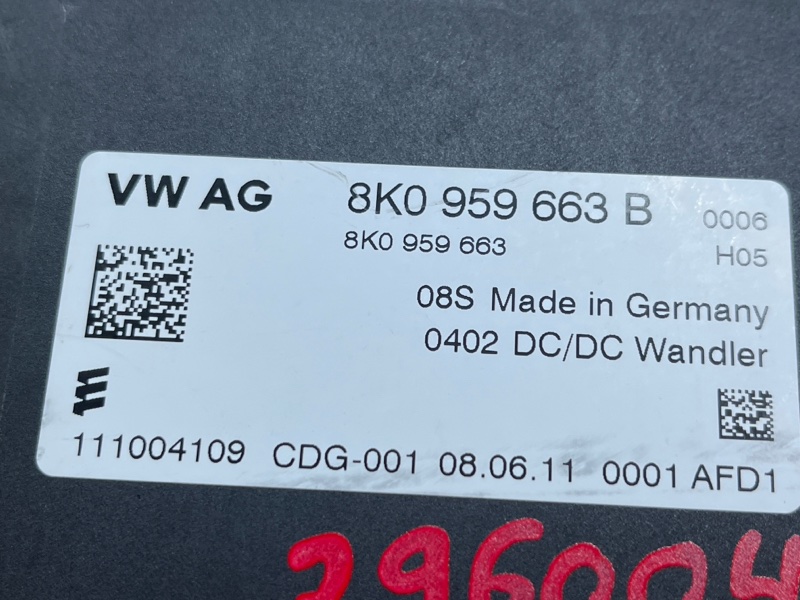 VW AG 8K0 959 663 B 0006
8K0 959 663 H05
08S Made in Germany
0402 DC/DC Wandler
111004109 CDG-001 08.06.11 0001 AFD1
296004